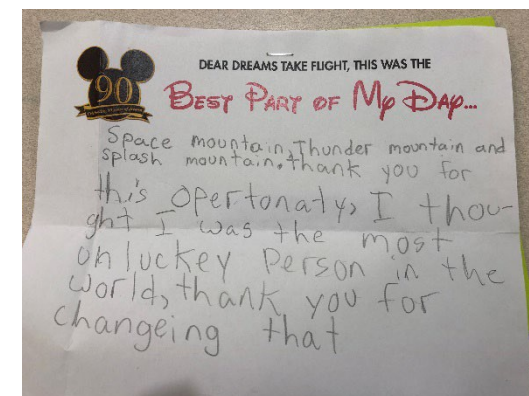 DEAR DREAMS TAKE FLIGHT, THIS WAS THE
90
BEST PART OF MY DAY...
Space mountain, Thunder mountain and
splash mountain. thank you for
this opertonaty, I thou-
ght I was the most
unluckey person in the
world, thank you for
changeing that